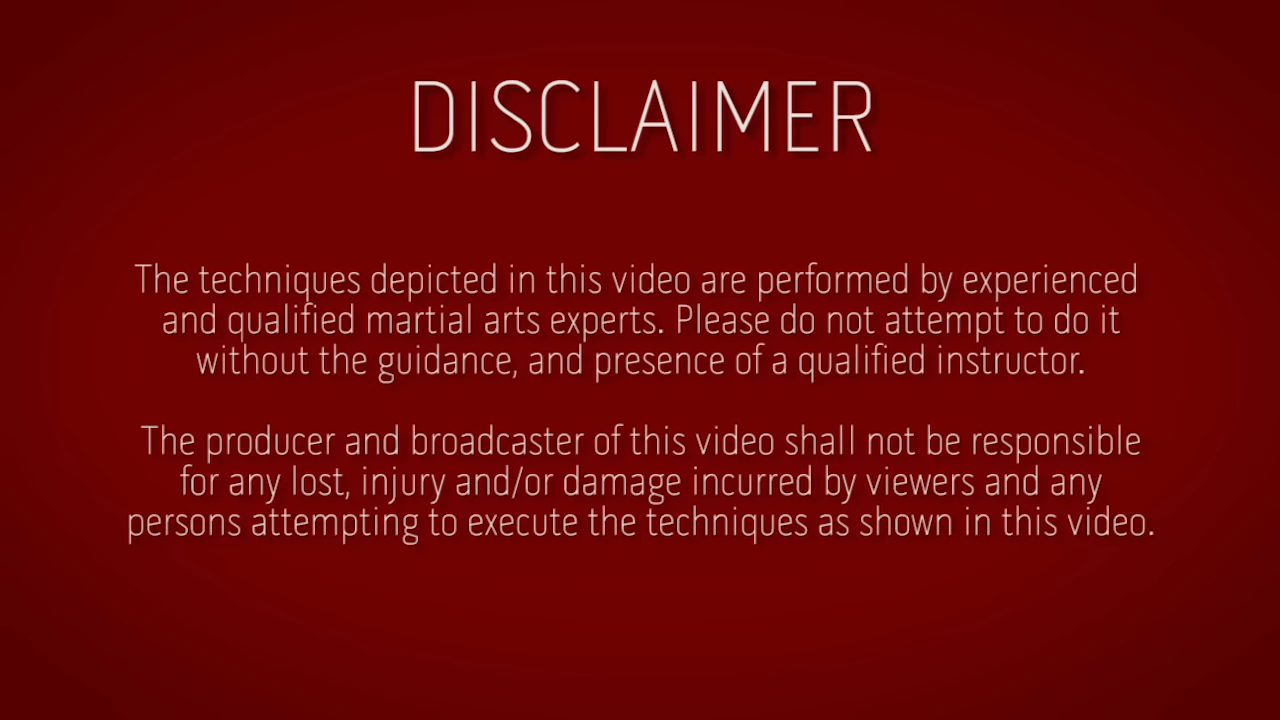 DISCLAIMER
The techniques depicted in this video are performed by experienced
and qualified martial arts experts. Please do not attempt to do it
without the guidance, and presence of a qualified instructor.
The producer and broadcaster of this video shall not be responsible
for any lost, injury and/or damage incurred by viewers and any
persons attempting to execute the techniques as shown in this video.